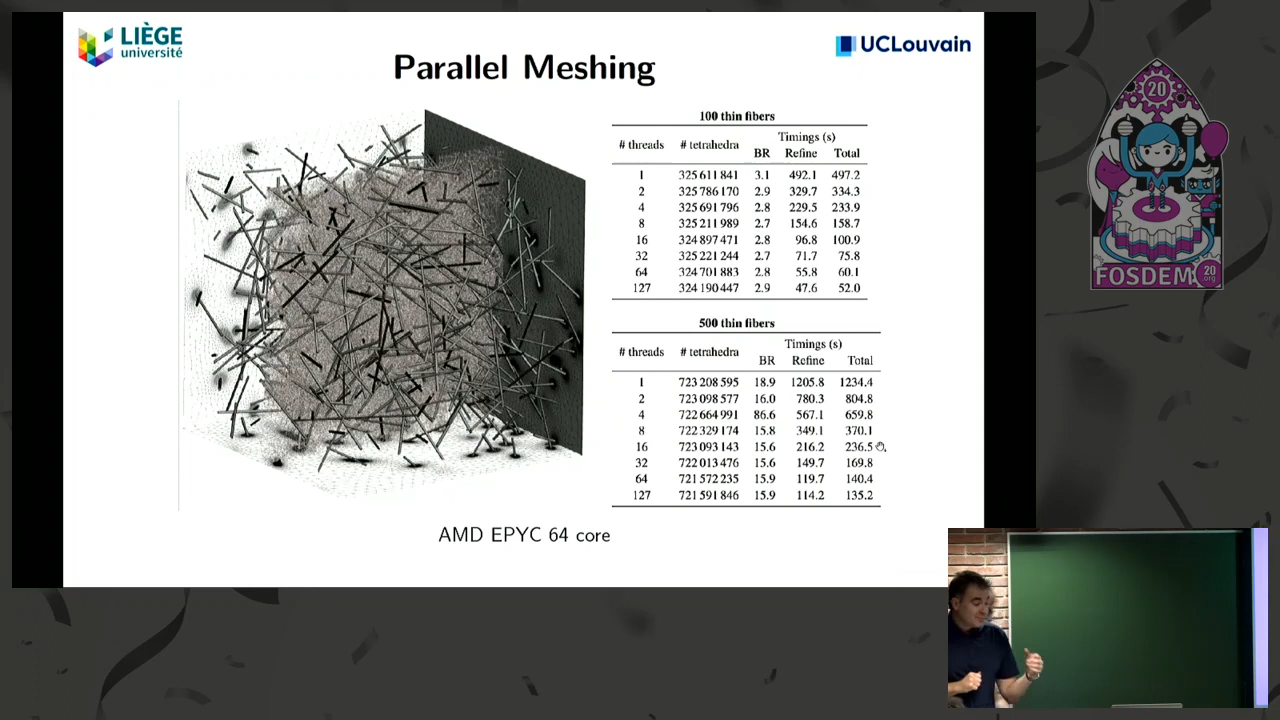 LIÈGE
université
UCLouvain
Parallel Meshing
100 thin fibers
# threads # tetrahedra Timings (s)
BR Refine Total
1 325 611 841 3.1 492.1 497.2
2 325 786 170 2.9 329.7 334.3
4 325 691 796 2.8 229.5 233.9
8 325 211 989 2.7 154.6 158.7
16 324 897 471 2.8 96.8 100.9
32 325 221 244 2.7 71.7 75.8
64 324 701 883 2.8 55.8 60.1
127 324 190 447 2.9 47.6 52.0
500 thin fibers
# threads # tetrahedra Timings (s)
BR Refine Total
1 723 208 595 18.9 1205.8 1234.4
2 723 098 577 16.0 780.3 804.8
4 722 664 991 86.6 567.1 659.8
8 722 329 174 15.8 349.1 370.1
16 723 093 143 15.6 216.2 236.5
32 722 013 476 15.6 149.7 169.8
64 721 572 235 15.9 119.7 140.4
127 721 591 846 15.9 114.2 135.2
AMD EPYC 64 core
20
FOSDEM
20
.org